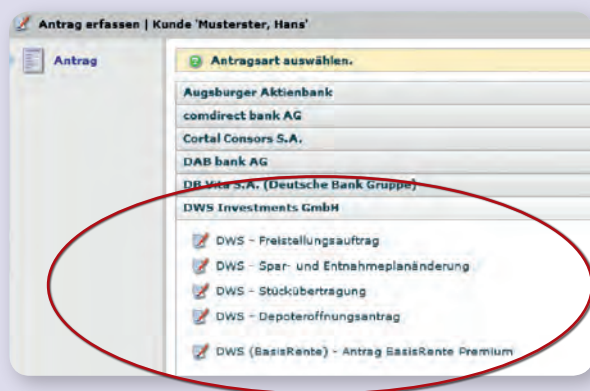 Antrag erfassen | Kunde 'Musterster, Hans'
Antrag
Antragsart auswählen.
Augsburger Aktienbank
comdirect bank AG
Cortal Consors S.A.
DAB bank AG
DB Vita S.A. (Deutsche Bank Gruppe)
DWS Investments GmbH
DWS - Freistellungsauftrag
DWS - Spar- und Entnahmeplanänderung
DWS - Stückübertragung
DWS - Depoteröffnungsantrag
DWS (BasisRente) - Antrag BasisRente Premium